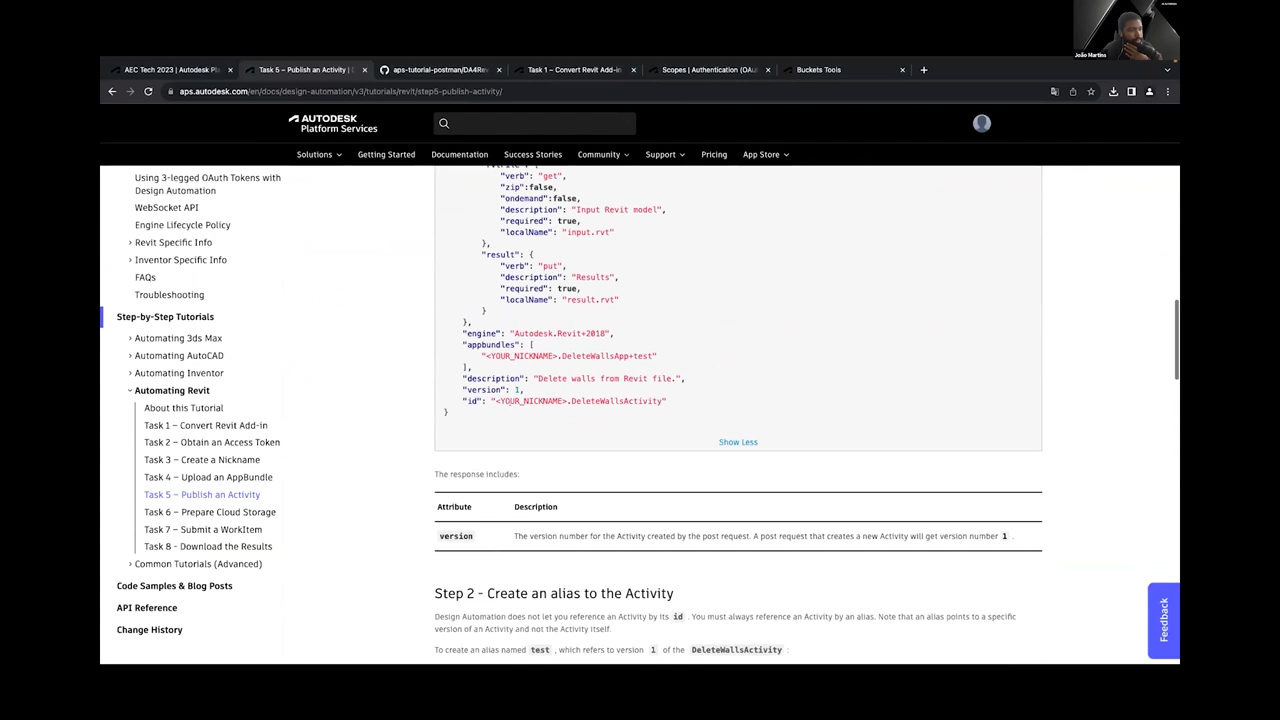 João Martins
AEC Tech 2023 | Autodesk Pl
Task 5 – Publish an Activity | D
aps-tutorial-postman/DA4Rev
Task 1 – Convert Revit Add-in
Scopes | Authentication (OAu
Buckets Tools
aps.autodesk.com/en/docs/design-automation/v3/tutorials/revit/step5-publish-activity/
AUTODESK
Platform Services
Solutions
Getting Started
Documentation
Success Stories
Community
Support
Pricing
App Store
Using 3-legged OAuth Tokens with
Design Automation
WebSocket API
Engine Lifecycle Policy
Revit Specific Info
Inventor Specific Info
FAQs
Troubleshooting
Step-by-Step Tutorials
Automating 3ds Max
Automating AutoCAD
Automating Inventor
Automating Revit
About this Tutorial
Task 1 – Convert Revit Add-in
Task 2 – Obtain an Access Token
Task 3 – Create a Nickname
Task 4 – Upload an AppBundle
Task 5 – Publish an Activity
Task 6 – Prepare Cloud Storage
Task 7 – Submit a WorkItem
Task 8 - Download the Results
Common Tutorials (Advanced)
Code Samples & Blog Posts
API Reference
Change History
"verb": "get",
"zip":false,
"ondemand":false,
"description": "Input Revit model",
"required": true,
"localName": "input.rvt"
},
"result": {
"verb": "put",
"description": "Results",
"required": true,
"localName": "result.rvt"
}
},
"engine": "Autodesk.Revit+2018",
"appbundles": [
"<YOUR_NICKNAME>.DeleteWallsApp+test"
],
"description": "Delete walls from Revit file.",
"version": 1,
"id": "<YOUR_NICKNAME>.DeleteWallsActivity"
}
Show Less
The response includes:
Attribute Description
version The version number for the Activity created by the post request. A post request that creates a new Activity will get version number 1 .
Step 2 - Create an alias to the Activity
Design Automation does not let you reference an Activity by its id . You must always reference an Activity by an alias. Note that an alias points to a specific
version of an Activity and not the Activity itself.
To create an alias named test , which refers to version 1 of the DeleteWallsActivity :
Feedback